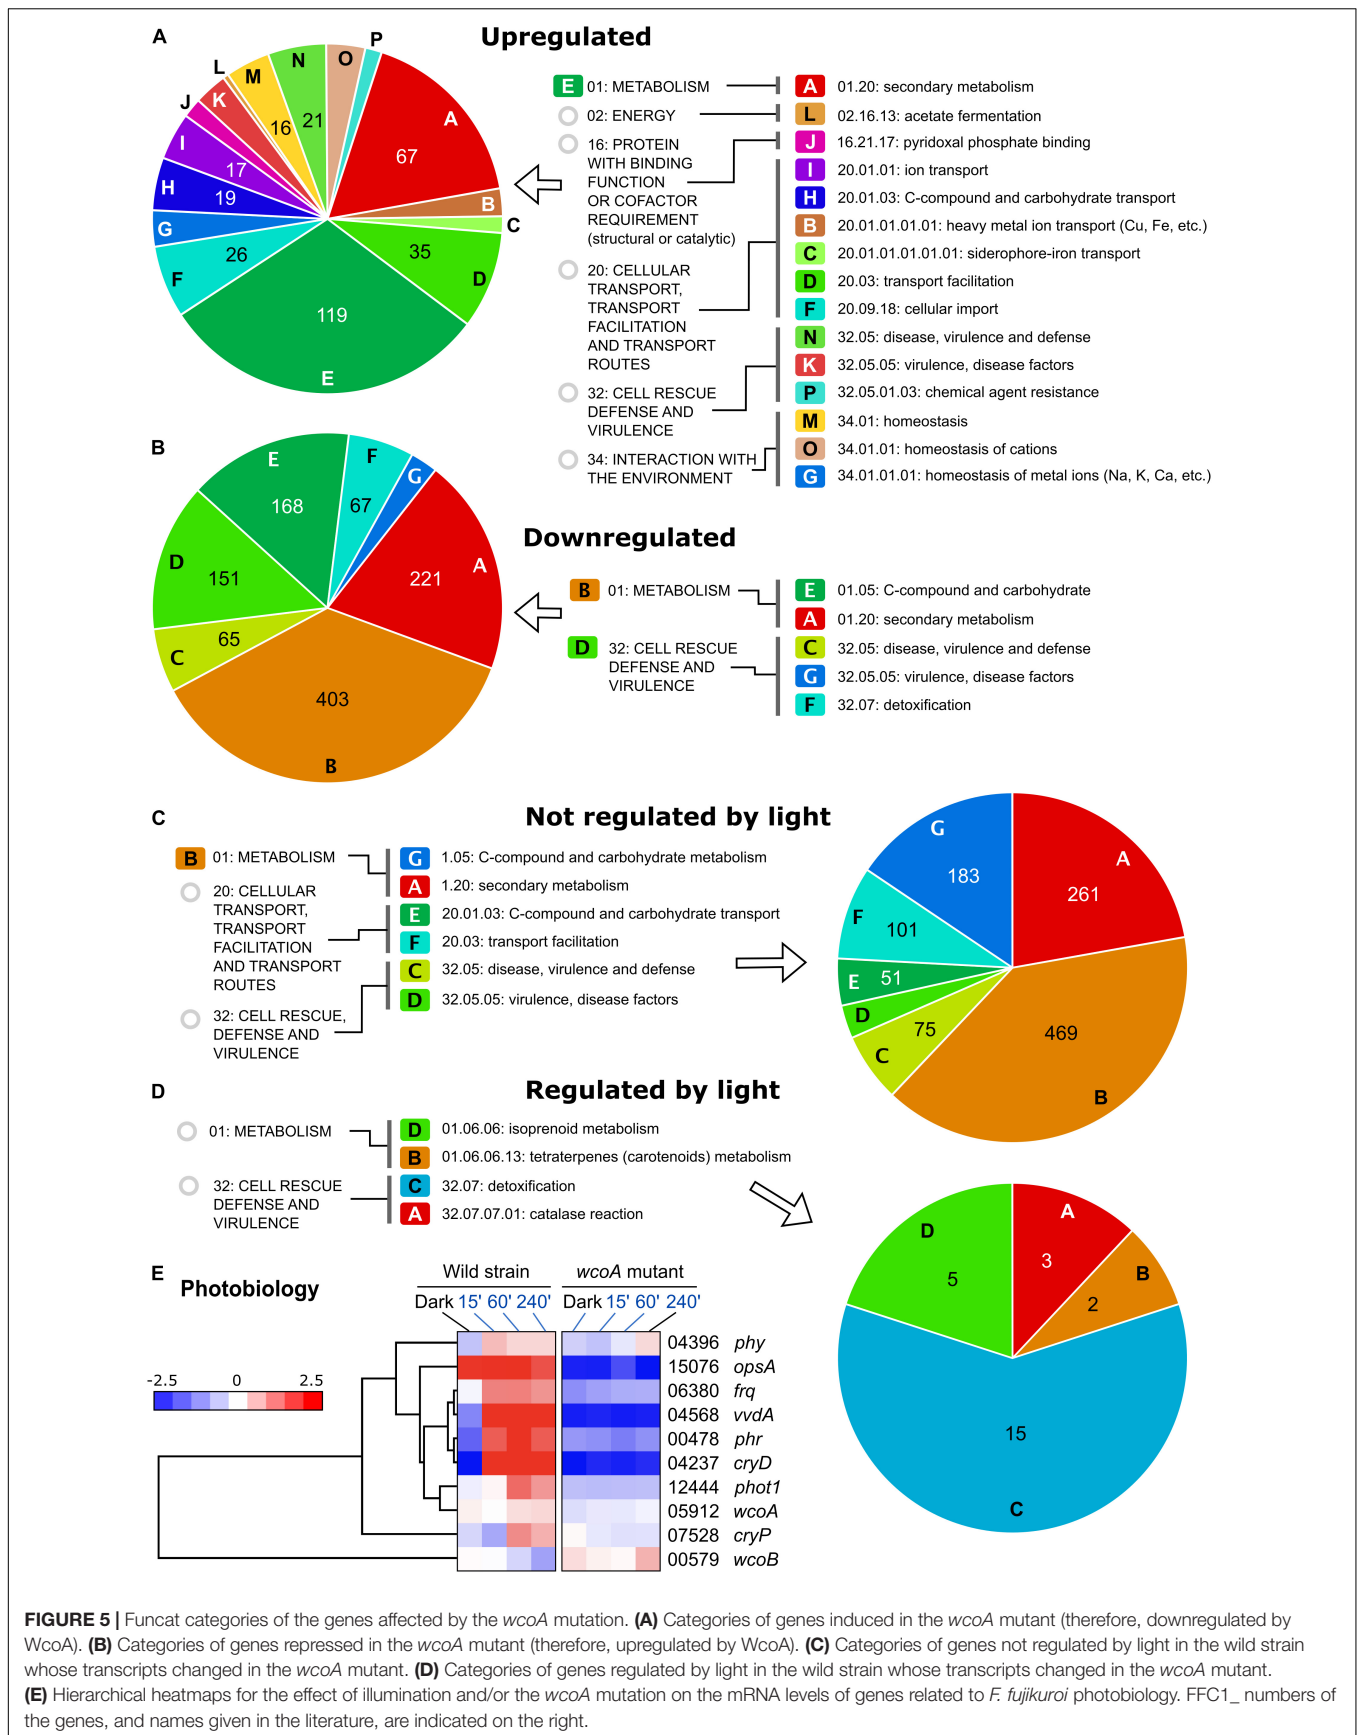 A
Upregulated
P
O
N
M
L
K
J
I
H
G
F
E
D
C
B
A
67
35
119
26
19
17
16
21
E 01: METABOLISM
02: ENERGY
16: PROTEIN
WITH BINDING
FUNCTION
OR COFACTOR
REQUIREMENT
(structural or catalytic)
20: CELLULAR
TRANSPORT,
TRANSPORT
FACILITATION
AND TRANSPORT
ROUTES
32: CELL RESCUE
DEFENSE AND
VIRULENCE
34: INTERACTION WITH
THE ENVIRONMENT
A 01.20: secondary metabolism
L 02.16.13: acetate fermentation
J 16.21.17: pyridoxal phosphate binding
I 20.01.01: ion transport
H 20.01.03: C-compound and carbohydrate transport
B 20.01.01.01.01: heavy metal ion transport (Cu, Fe, etc.)
C 20.01.01.01.01.01: siderophore-iron transport
D 20.03: transport facilitation
F 20.09.18: cellular import
N 32.05: disease, virulence and defense
K 32.05.05: virulence, disease factors
P 32.05.01.03: chemical agent resistance
M 34.01: homeostasis
O 34.01.01: homeostasis of cations
G 34.01.01.01: homeostasis of metal ions (Na, K, Ca, etc.)
B
Downregulated
E
168
F
67
G
A
221
D
151
C
65
403
B
B 01: METABOLISM
D 32: CELL RESCUE
DEFENSE AND
VIRULENCE
E 01.05: C-compound and carbohydrate
A 01.20: secondary metabolism
C 32.05: disease, virulence and defense
G 32.05.05: virulence, disease factors
F 32.07: detoxification
C
Not regulated by light
B 01: METABOLISM
20: CELLULAR
TRANSPORT,
TRANSPORT
FACILITATION
AND TRANSPORT
ROUTES
32: CELL RESCUE,
DEFENSE AND
VIRULENCE
G 1.05: C-compound and carbohydrate metabolism
A 1.20: secondary metabolism
E 20.01.03: C-compound and carbohydrate transport
F 20.03: transport facilitation
C 32.05: disease, virulence and defense
D 32.05.05: virulence, disease factors
G
183
A
261
F
101
E 51
D
C
75
469
B
D
Regulated by light
01: METABOLISM
32: CELL RESCUE
DEFENSE AND
VIRULENCE
D 01.06.06: isoprenoid metabolism
B 01.06.06.13: tetraterpenes (carotenoids) metabolism
C 32.07: detoxification
A 32.07.07.01: catalase reaction
A
3
B
2
D
5
15
C
E
Photobiology
Wild strain wcoA mutant
Dark 15' 60' 240' Dark 15' 60' 240'
-2.5 0 2.5
04396 phy
15076 opsA
06380 frq
04568 vvdA
00478 phr
04237 cryD
12444 phot1
05912 wcoA
07528 cryP
00579 wcoB
FIGURE 5 | Funcat categories of the genes affected by the wcoA mutation. (A) Categories of genes induced in the wcoA mutant (therefore, downregulated by
WcoA). (B) Categories of genes repressed in the wcoA mutant (therefore, upregulated by WcoA). (C) Categories of genes not regulated by light in the wild strain
whose transcripts changed in the wcoA mutant. (D) Categories of genes regulated by light in the wild strain whose transcripts changed in the wcoA mutant.
(E) Hierarchical heatmaps for the effect of illumination and/or the wcoA mutation on the mRNA levels of genes related to F. fujikuroi photobiology. FFC1_ numbers of
the genes, and names given in the literature, are indicated on the right.